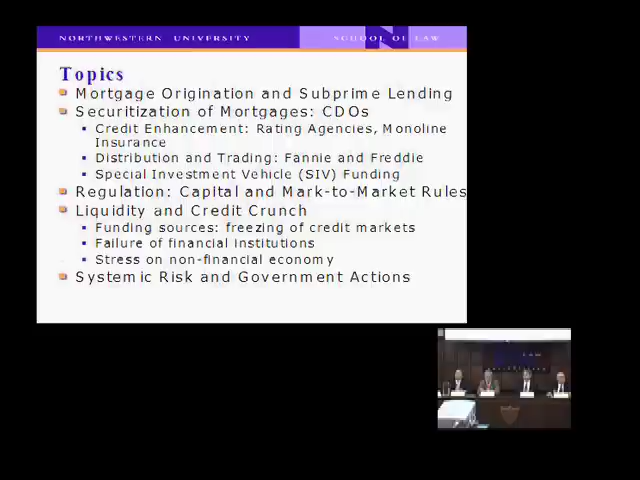 NORTHWESTERN UNIVERSITY SCHOOL OF LAW
Topics
Mortgage Origination and Subprime Lending
Securitization of Mortgages: CDOs
Credit Enhancement: Rating Agencies, Monoline
Insurance
Distribution and Trading: Fannie and Freddie
Special Investment Vehicle (SIV) Funding
Regulation: Capital and Mark-to-Market Rules
Liquidity and Credit Crunch
Funding sources: freezing of credit markets
Failure of financial institutions
Stress on non-financial economy
Systemic Risk and Government Actions
LAW